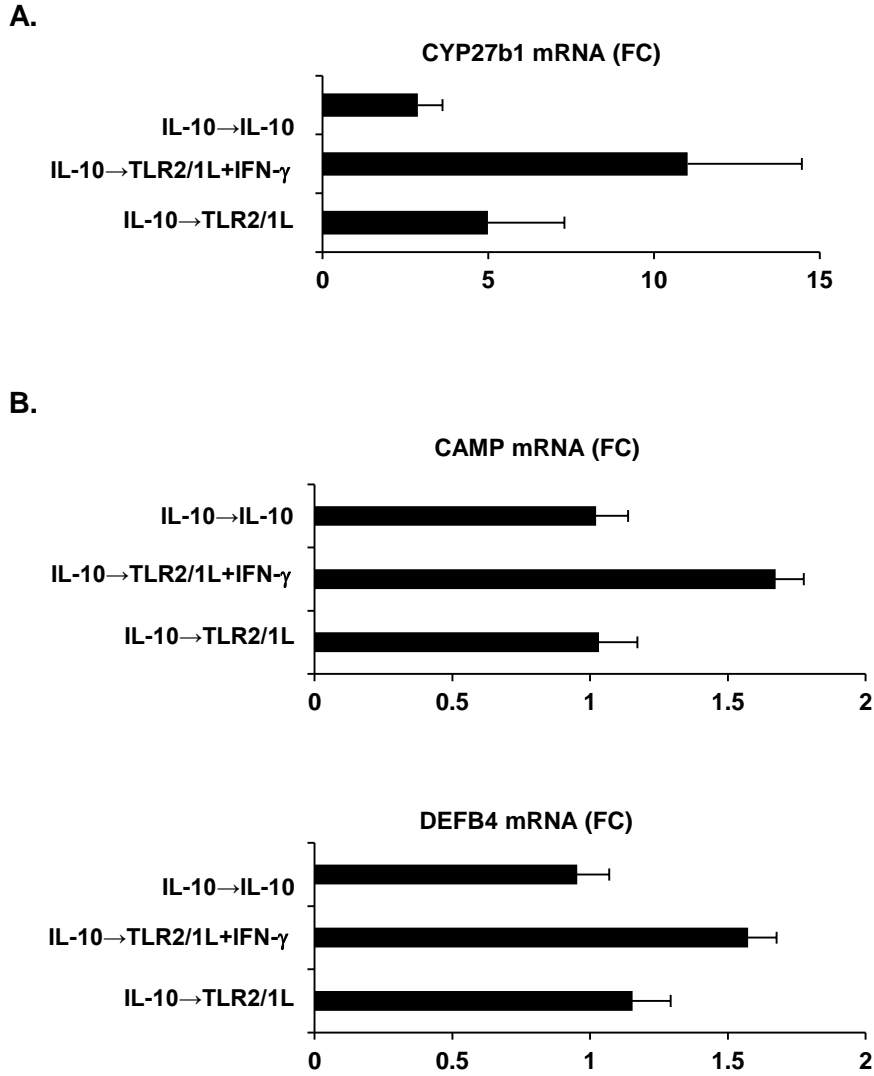 A.
CYP27b1 mRNA (FC)
IL-10→IL-10
IL-10→TLR2/1L+IFN-γ
IL-10→TLR2/1L
0 5 10 15
B.
CAMP mRNA (FC)
IL-10→IL-10
IL-10→TLR2/1L+IFN-γ
IL-10→TLR2/1L
0 0.5 1 1.5 2
DEFB4 mRNA (FC)
IL-10→IL-10
IL-10→TLR2/1L+IFN-γ
IL-10→TLR2/1L
0 0.5 1 1.5 2